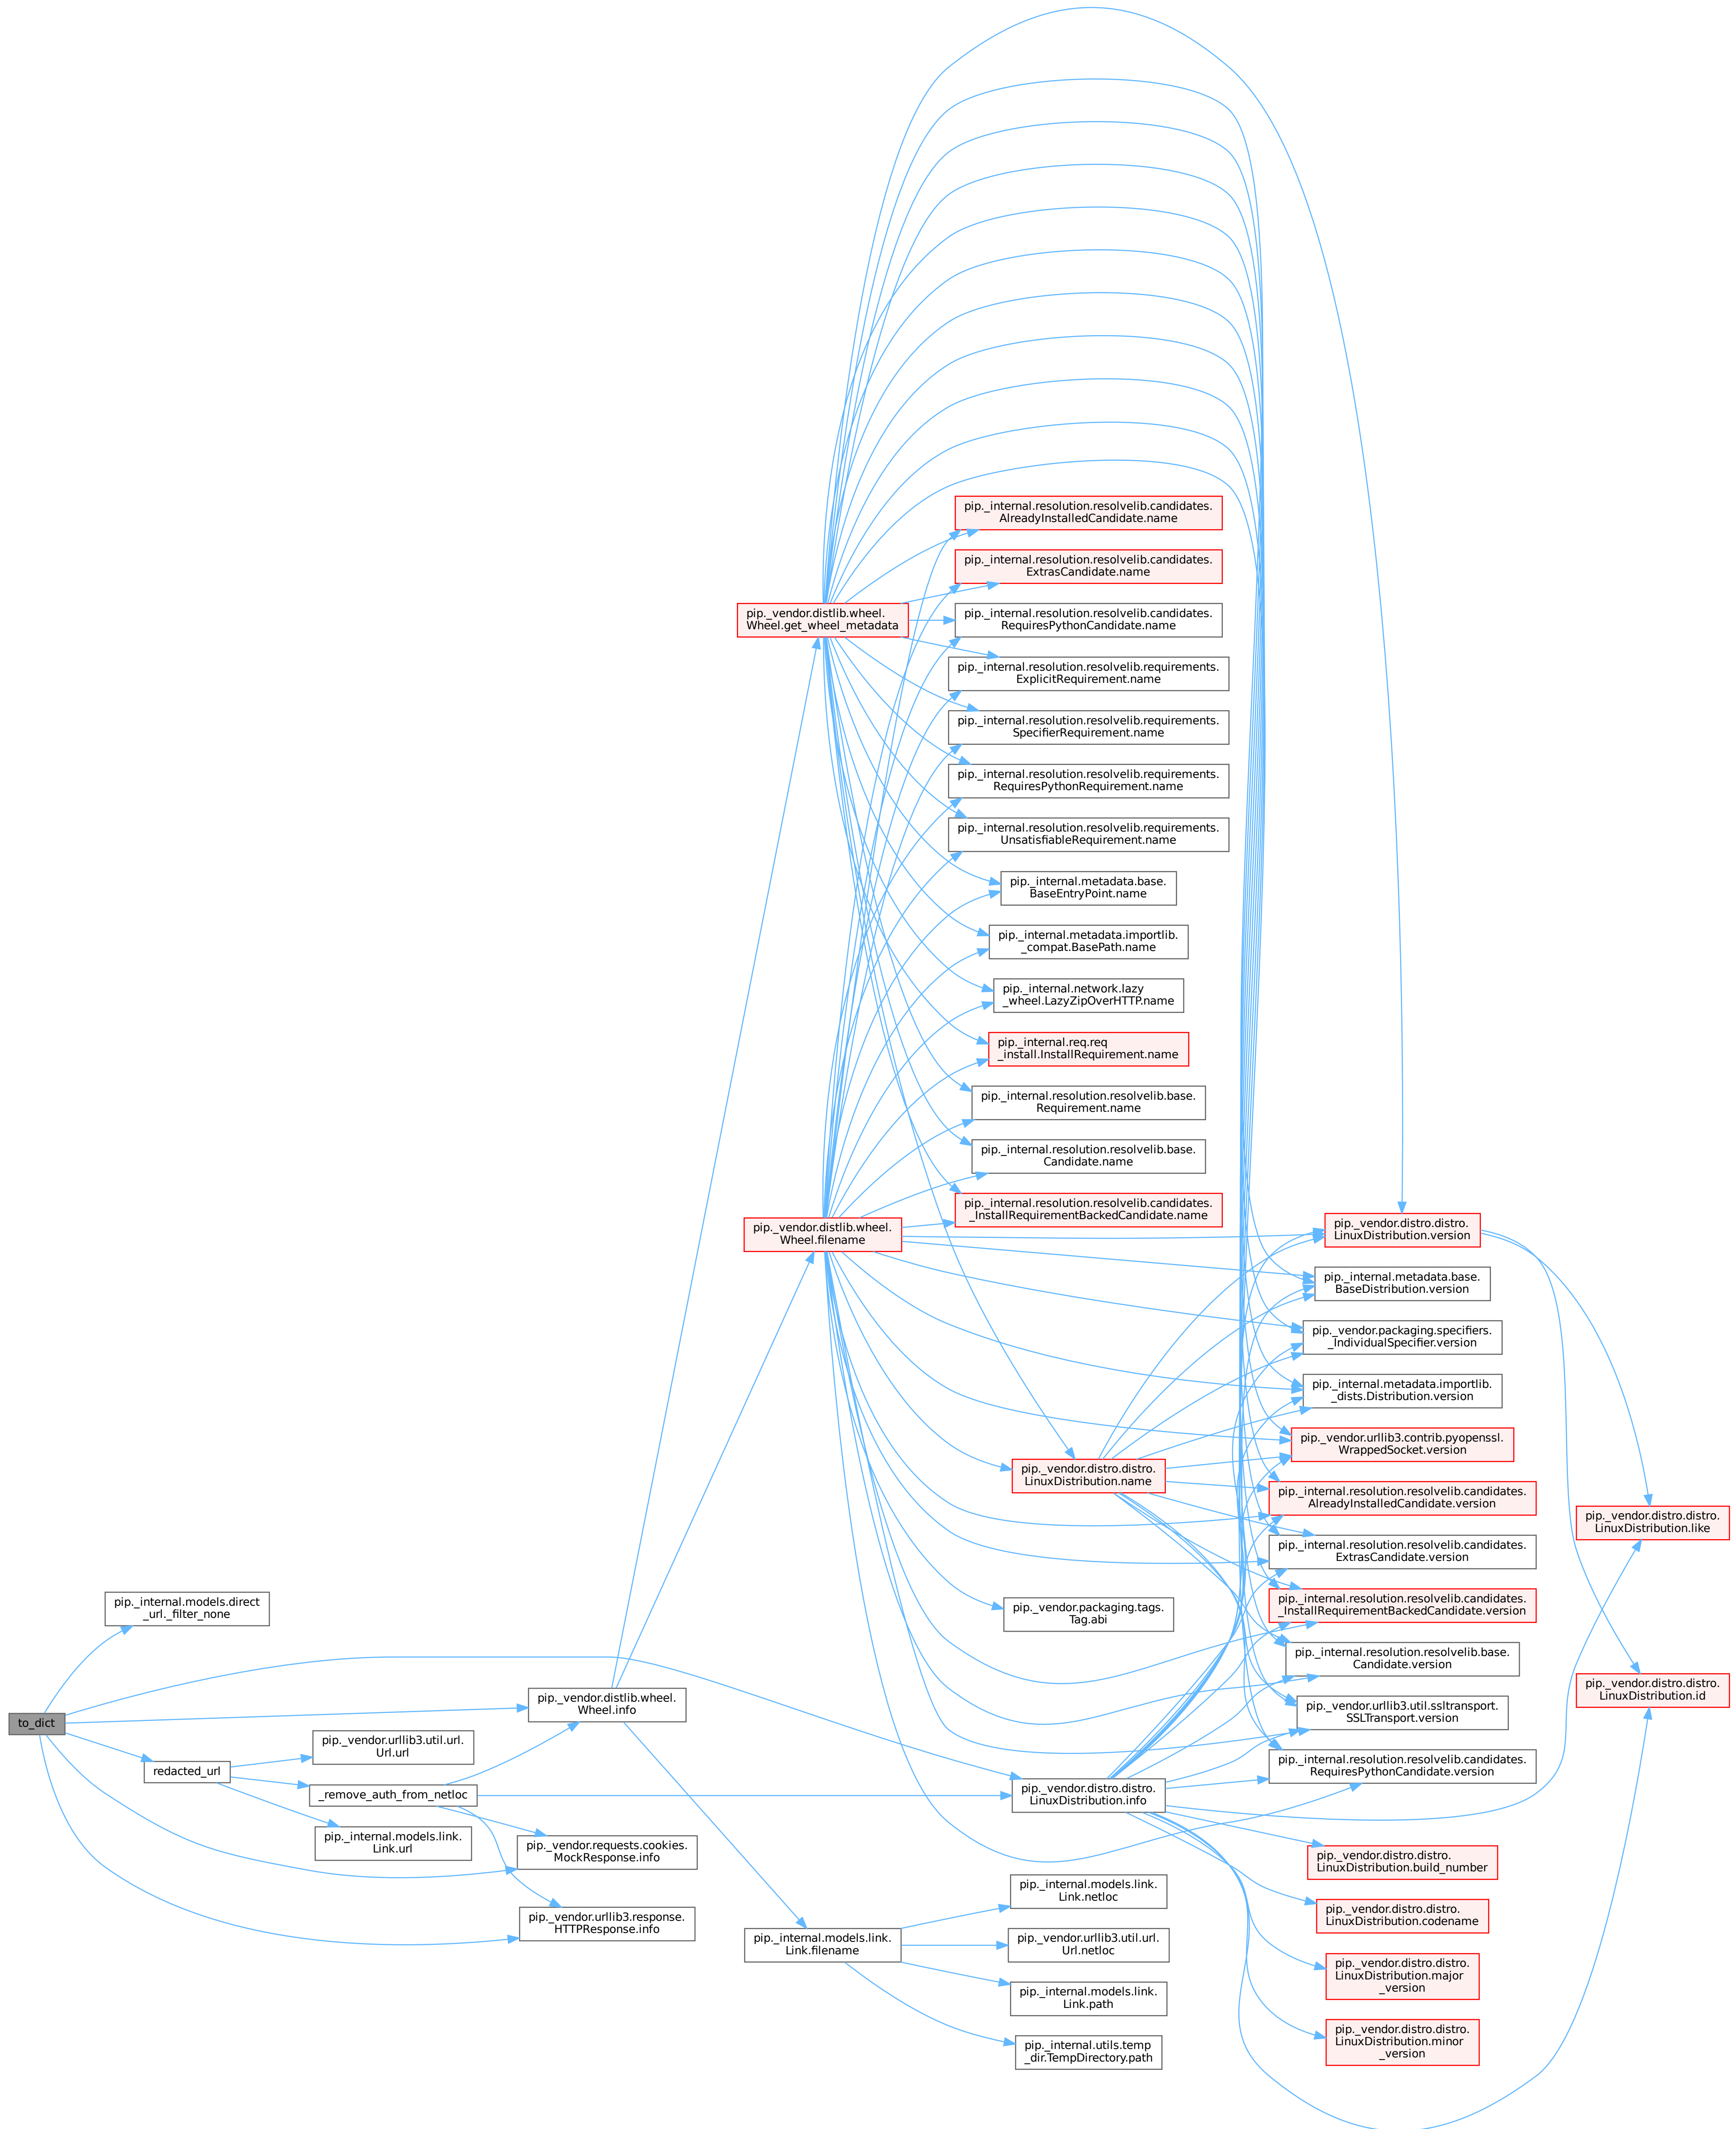 to_dict
pip._internal.models.direct
_url._filter_none
redacted_url
pip._vendor.urllib3.util.url.
Url.url
_remove_auth_from_netloc
pip._internal.models.link.
Link.url
pip._vendor.distlib.wheel.
Wheel.info
pip._vendor.requests.cookies.
MockResponse.info
pip._vendor.urllib3.response.
HTTPResponse.info
pip._vendor.distlib.wheel.
Wheel.get_wheel_metadata
pip._vendor.distlib.wheel.
Wheel.filename
pip._internal.models.link.
Link.filename
pip._internal.resolution.resolvelib.candidates.
AlreadyInstalledCandidate.name
pip._internal.resolution.resolvelib.candidates.
ExtrasCandidate.name
pip._internal.resolution.resolvelib.candidates.
RequiresPythonCandidate.name
pip._internal.resolution.resolvelib.requirements.
ExplicitRequirement.name
pip._internal.resolution.resolvelib.requirements.
SpecifierRequirement.name
pip._internal.resolution.resolvelib.requirements.
RequiresPythonRequirement.name
pip._internal.resolution.resolvelib.requirements.
UnsatisfiableRequirement.name
pip._internal.metadata.base.
BaseEntryPoint.name
pip._internal.metadata.importlib.
_compat.BasePath.name
pip._internal.network.lazy
_wheel.LazyZipOverHTTP.name
pip._internal.req.req
_install.InstallRequirement.name
pip._internal.resolution.resolvelib.base.
Requirement.name
pip._internal.resolution.resolvelib.base.
Candidate.name
pip._internal.resolution.resolvelib.candidates.
_InstallRequirementBackedCandidate.name
pip._vendor.distro.distro.
LinuxDistribution.name
pip._vendor.packaging.tags.
Tag.abi
pip._vendor.distro.distro.
LinuxDistribution.info
pip._internal.models.link.
Link.netloc
pip._vendor.urllib3.util.url.
Url.netloc
pip._internal.models.link.
Link.path
pip._internal.utils.temp
_dir.TempDirectory.path
pip._vendor.distro.distro.
LinuxDistribution.version
pip._internal.metadata.base.
BaseDistribution.version
pip._vendor.packaging.specifiers.
_IndividualSpecifier.version
pip._internal.metadata.importlib.
_dists.Distribution.version
pip._vendor.urllib3.contrib.pyopenssl.
WrappedSocket.version
pip._internal.resolution.resolvelib.candidates.
AlreadyInstalledCandidate.version
pip._internal.resolution.resolvelib.candidates.
ExtrasCandidate.version
pip._internal.resolution.resolvelib.candidates.
_InstallRequirementBackedCandidate.version
pip._internal.resolution.resolvelib.base.
Candidate.version
pip._vendor.urllib3.util.ssltransport.
SSLTransport.version
pip._internal.resolution.resolvelib.candidates.
RequiresPythonCandidate.version
pip._vendor.distro.distro.
LinuxDistribution.build_number
pip._vendor.distro.distro.
LinuxDistribution.codename
pip._vendor.distro.distro.
LinuxDistribution.major
_version
pip._vendor.distro.distro.
LinuxDistribution.minor
_version
pip._vendor.distro.distro.
LinuxDistribution.like
pip._vendor.distro.distro.
LinuxDistribution.id